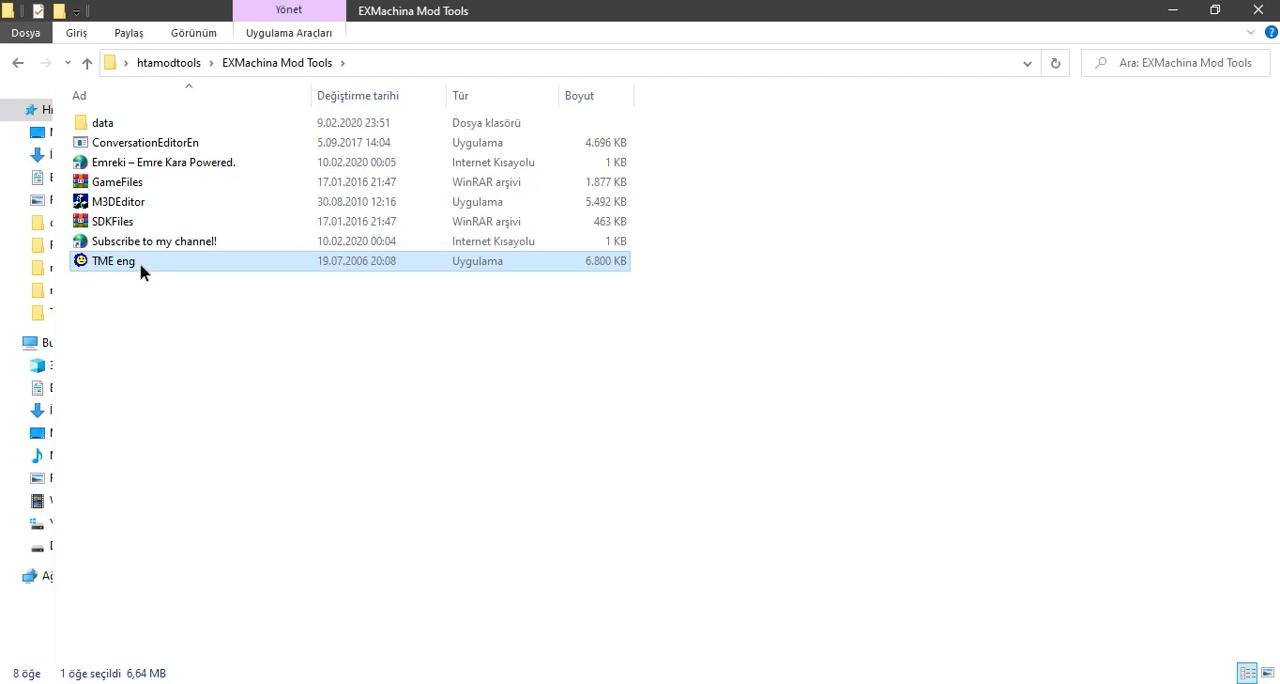 Yönet
EXMachina Mod Tools
Dosya
Giriş
Paylaş
Görünüm
Uygulama Araçları
htamodtools
EXMachina Mod Tools
Ara: EXMachina Mod Tools
Ad
Değiştirme tarihi
Tür
Boyut
data 9.02.2020 23:51 Dosya klasörü
ConversationEditorEn 5.09.2017 14:04 Uygulama 4.696 KB
Emreki – Emre Kara Powered. 10.02.2020 00:05 Internet Kısayolu 1 KB
GameFiles 17.01.2016 21:47 WinRAR arşivi 1.877 KB
M3DEditor 30.08.2010 12:16 Uygulama 5.492 KB
SDKFiles 17.01.2016 21:47 WinRAR arşivi 463 KB
Subscribe to my channel! 10.02.2020 00:04 Internet Kısayolu 1 KB
TME eng 19.07.2006 20:08 Uygulama 6.800 KB
8 öğe 1 öğe seçildi 6,64 MB